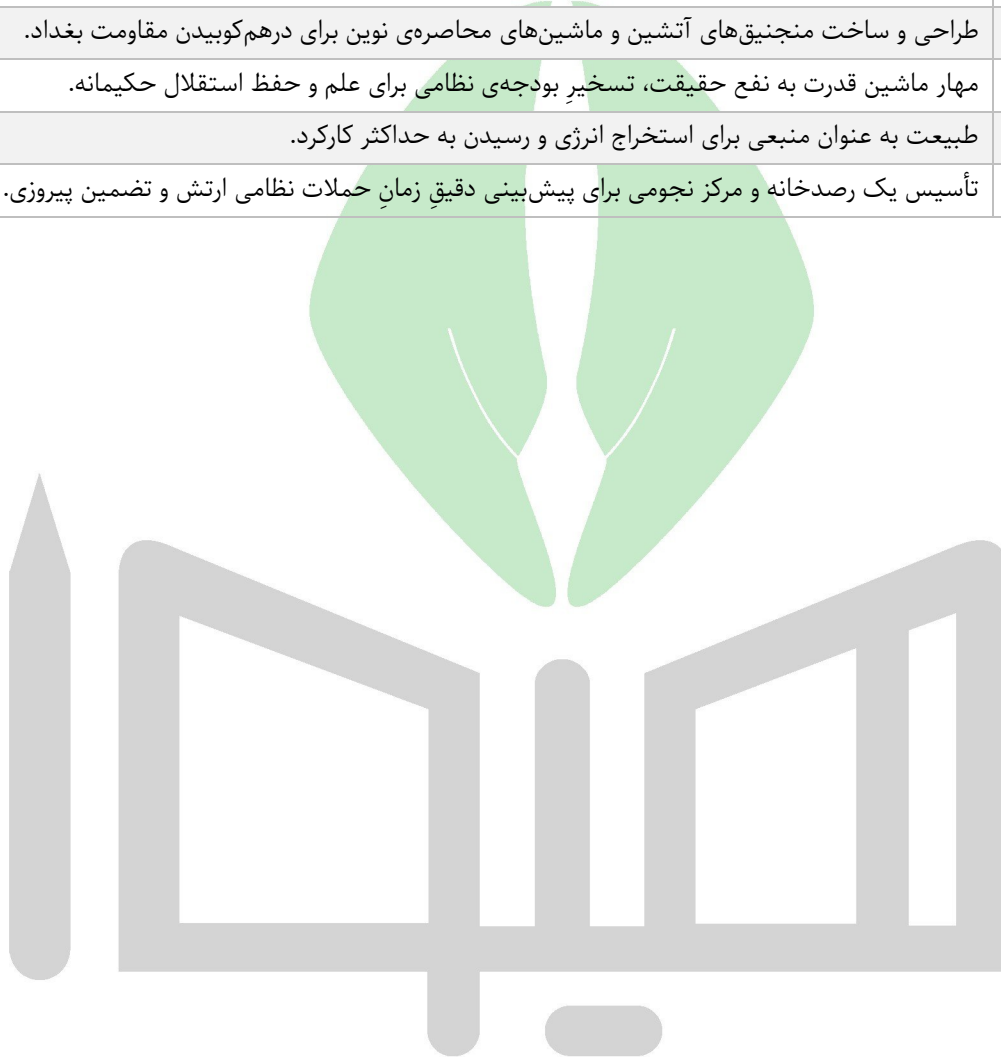 طراحی و ساخت منجنیق‌های آتشین و ماشین‌های محاصره‌ی نوین برای درهم‌کوبیدن مقاومت بغداد.
مهار ماشین قدرت به نفع حقیقت، تسخیرِ بودجه‌ی نظامی برای علم و حفظ استقلال حکیمانه.
طبیعت به عنوان منبعی برای استخراج انرژی و رسیدن به حداکثر کارکرد.
تأسیس یک رصدخانه و مرکز نجومی برای پیش‌بینی دقیقِ زمانِ حملات نظامی ارتش و تضمین پیروزی.